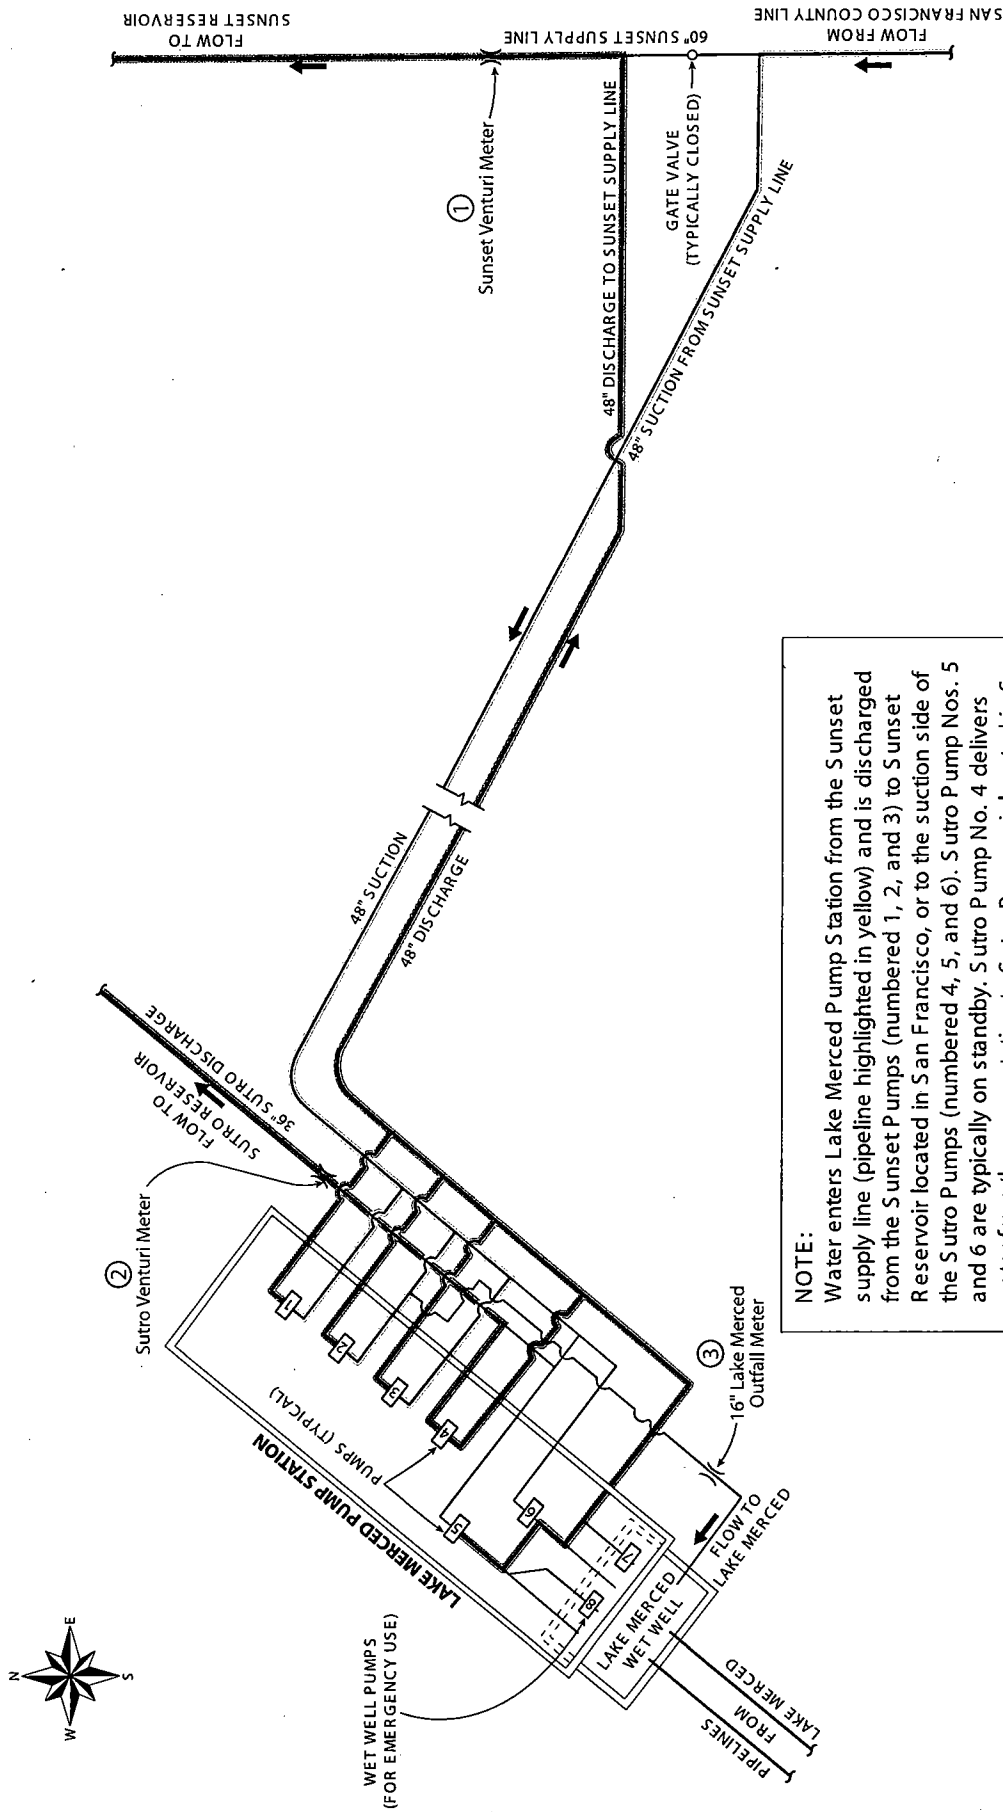 N
W
E
S
WET WELL PUMPS
(FOR EMERGENCY USE)
LAKE MERCED PUMP STATION
PUMPS (TYPICAL)
1
2
3
4
5
6
7
8
LAKE MERCED
WET WELL
PIPELINES
FROM
LAKE MERCED
FLOW TO
LAKE MERCED
3
16" Lake Merced
Outfall Meter
2
Sutro Venturi Meter
FLOW TO
SUTRO RESERVOIR
36" SUTRO DISCHARGE
48" SUCTION
48" DISCHARGE
48" DISCHARGE TO SUNSET SUPPLY LINE
48" SUCTION FROM SUNSET SUPPLY LINE
1
Sunset Venturi Meter
GATE VALVE
(TYPICALLY CLOSED)
FLOW TO
SUNSET RESERVOIR
60" SUNSET SUPPLY LINE
FLOW FROM
SAN FRANCISCO COUNTY LINE
NOTE:
Water enters Lake Merced Pump Station from the Sunset
supply line (pipeline highlighted in yellow) and is discharged
from the Sunset Pumps (numbered 1, 2, and 3) to Sunset
Reservoir located in San Francisco, or to the suction side of
the Sutro Pumps (numbered 4, 5, and 6). Sutro Pump Nos. 5
and 6 are typically on standby. Sutro Pump No. 4 delivers